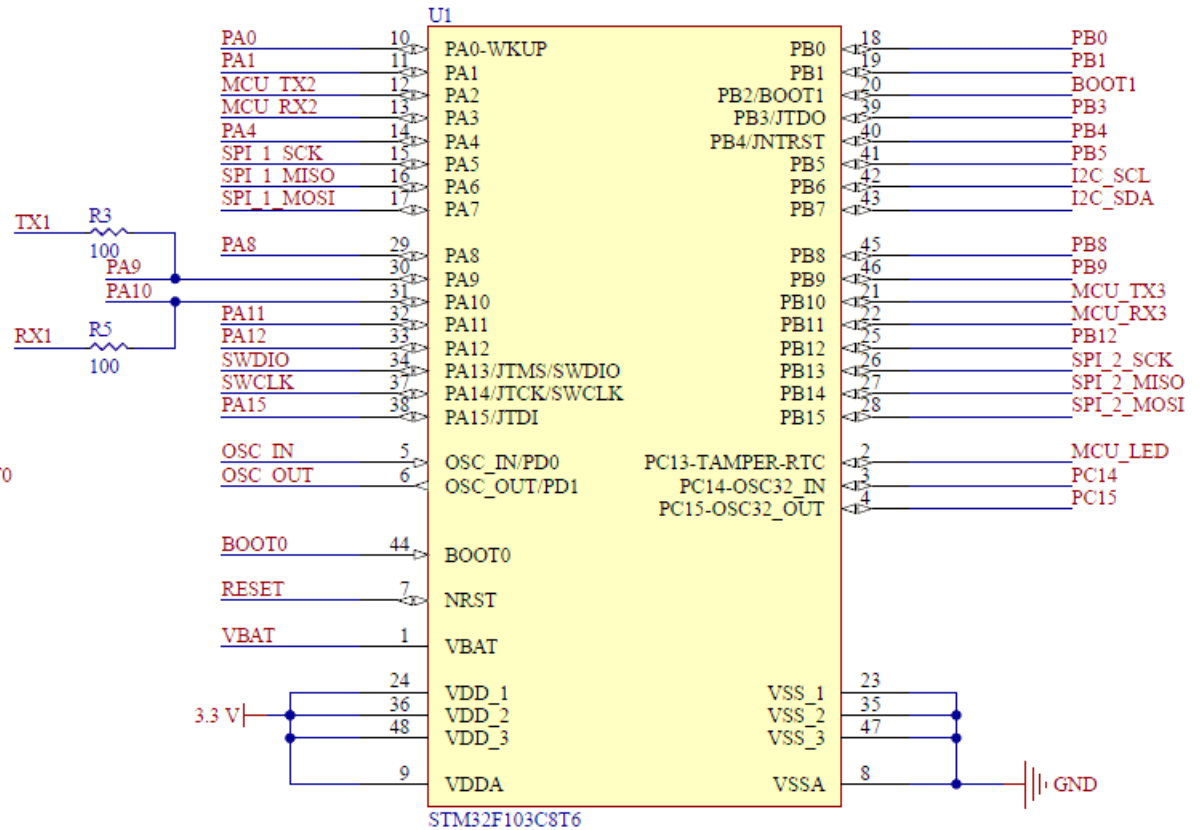 U1
PA0 10 PA0-WKUP PB0 18 PB0
PA1 11 PA1 PB1 19 PB1
MCU_TX2 12 PA2 PB2/BOOT1 20 BOOT1
MCU_RX2 13 PA3 PB3/JTDO 39 PB3
PA4 14 PA4 PB4/JNTRST 40 PB4
SPI_1_SCK 15 PA5 PB5 41 PB5
SPI_1_MISO 16 PA6 PB6 42 I2C_SCL
SPI_1_MOSI 17 PA7 PB7 43 I2C_SDA
TX1 R3
100
PA8 29 PA8 PB8 45 PB8
PA9 30 PA9 PB9 46 PB9
PA10 31 PA10 PB10 21 MCU_TX3
PA11 32 PA11 PB11 22 MCU_RX3
RX1 R5
100
PA12 33 PA12 PB12 25 PB12
SWDIO 34 PA13/JTMS/SWDIO PB13 26 SPI_2_SCK
SWCLK 37 PA14/JTCK/SWCLK PB14 27 SPI_2_MISO
PA15 38 PA15/JTDI PB15 28 SPI_2_MOSI
OSC_IN 5 OSC_IN/PD0 PC13-TAMPER-RTC 2 MCU_LED
OSC_OUT 6 OSC_OUT/PD1 PC14-OSC32_IN 3 PC14
PC15-OSC32_OUT 4 PC15
BOOT0 44 BOOT0
RESET 7 NRST
VBAT 1 VBAT
24 VDD_1 VSS_1 23
3.3 V 36 VDD_2 VSS_2 35
48 VDD_3 VSS_3 47
9 VDDA VSSA 8 GND
STM32F103C8T6